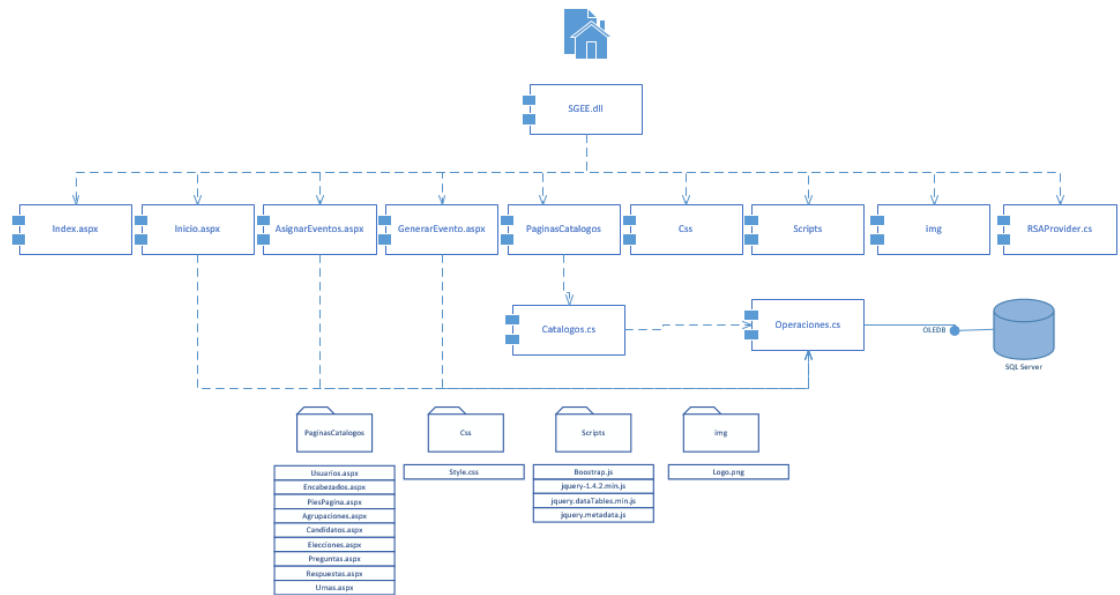 SGEE.dll
Index.aspx
Inicio.aspx
AsignarEventos.aspx
GenerarEvento.aspx
PaginasCatalogos
Css
Scripts
img
RSAProvider.cs
Catalogos.cs
Operaciones.cs
OLEDB
SQL Server
PaginasCatalogos
Css
Scripts
img
Usuarios.aspx
Encabezados.aspx
PiesPagina.aspx
Agrupaciones.aspx
Candidatos.aspx
Elecciones.aspx
Preguntas.aspx
Respuestas.aspx
Urnas.aspx
Style.css
Boostrap.js
jquery-1.4.2.min.js
jquery.dataTables.min.js
jquery.metadata.js
Logo.png